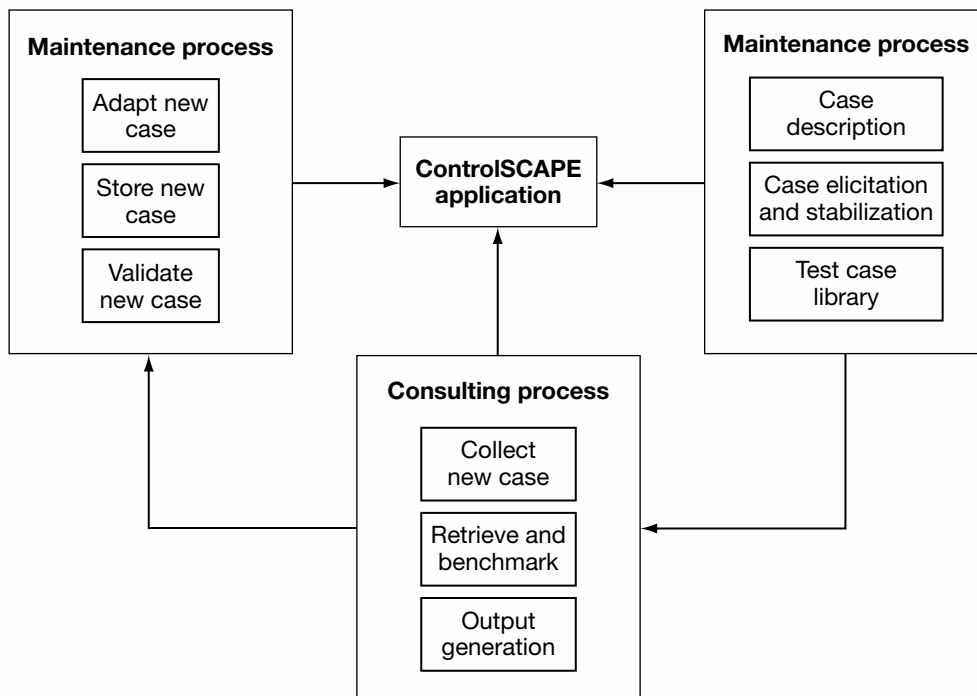 Maintenance process
Adapt new
case
Store new
case
Validate
new case
ControlSCAPE
application
Maintenance process
Case
description
Case elicitation
and stabilization
Test case
library
Consulting process
Collect
new case
Retrieve and
benchmark
Output
generation